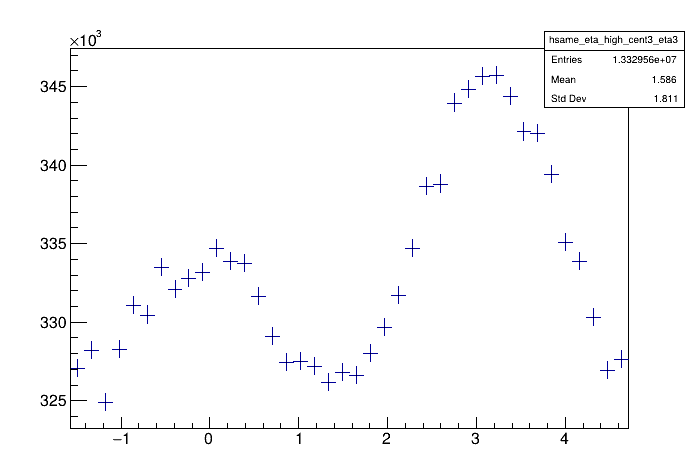 ×10³
hsame_eta_high_cent3_eta3
Entries 1.332956e+07
Mean 1.586
Std Dev 1.811
345
340
335
330
325
−1 0 1 2 3 4